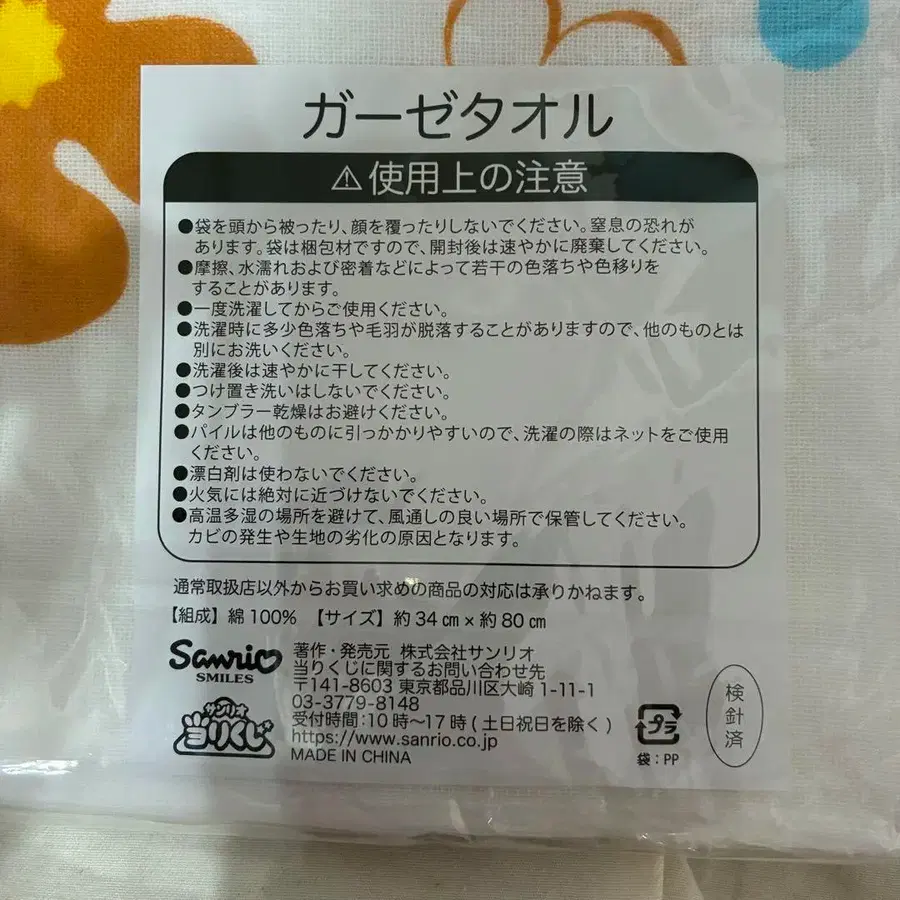 ガーゼタオル
⚠使用上の注意
●袋を頭から被ったり、顔を覆ったりしないでください。窒息の恐れが
あります。袋は梱包材ですので、開封後は速やかに廃棄してください。
●摩擦、水濡れおよび密着などによって若干の色落ちや色移りを
することがあります。
●一度洗濯してからご使用ください。
●洗濯時に多少色落ちや毛羽が脱落することがありますので、他のものとは
別にお洗いください。
●洗濯後は速やかに干してください。
●つけ置き洗いはしないでください。
●タンブラー乾燥はお避けください。
●パイルは他のものに引っかかりやすいので、洗濯の際はネットをご使用
ください。
●漂白剤は使わないでください。
●火気には絶対に近づけないでください。
●高温多湿の場所を避けて、風通しの良い場所で保管してください。
カビの発生や生地の劣化の原因となります。
通常取扱店以外からお買い求めの商品の対応は承りかねます。
【組成】綿100% 【サイズ】約34㎝×約80㎝
Sanrio
SMILES
著作・発売元 株式会社サンリオ
当りくじに関するお問い合わせ先
〒141-8603 東京都品川区大崎1-11-1
03-3779-8148
受付時間:10時〜17時(土日祝日を除く)
https://www.sanrio.co.jp
MADE IN CHINA
サンリオ
当りくじ
プラ
袋:PP
検針済